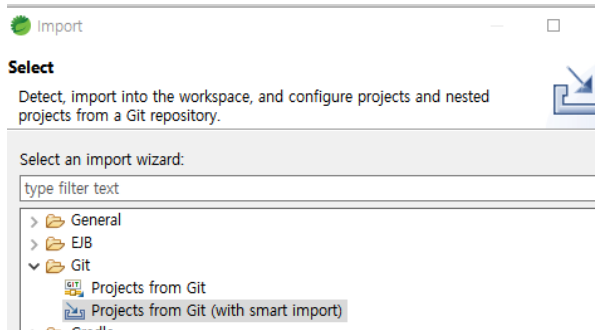 Import
Select
Detect, import into the workspace, and configure projects and nested
projects from a Git repository.
Select an import wizard:
type filter text
General
EJB
Git
Projects from Git
Projects from Git (with smart import)